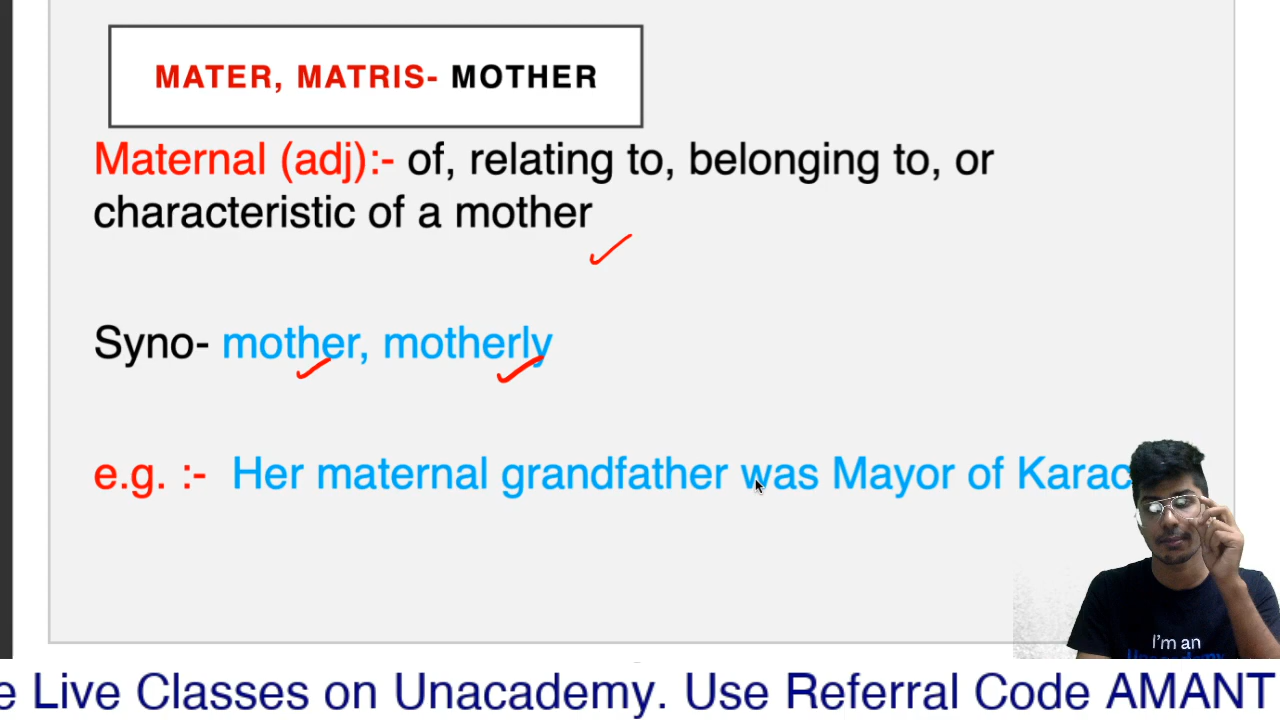 MATER, MATRIS- MOTHER
Maternal (adj):- of, relating to, belonging to, or
characteristic of a mother
Syno- mother, motherly
e.g. :- Her maternal grandfather was Mayor of
I'm an
Live Classes on Unacademy. Use Referral Code AMANT